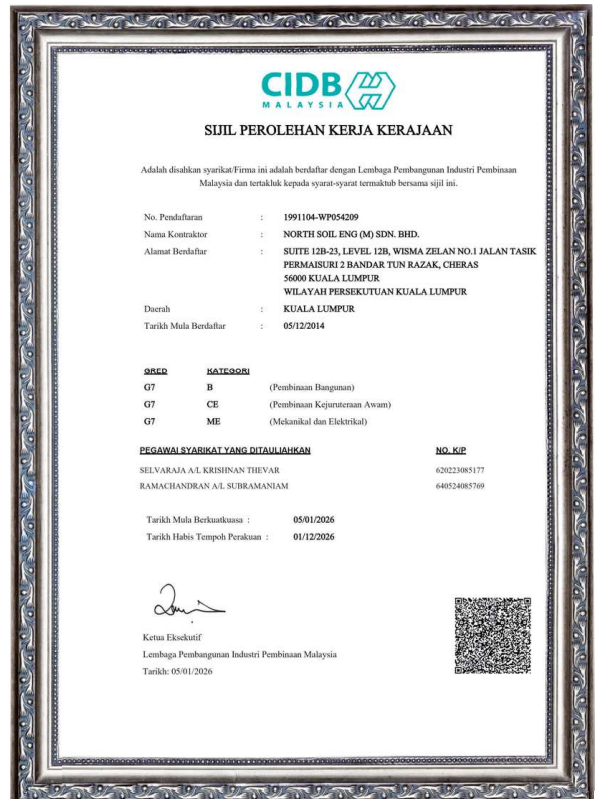 CIDB
MALAYSIA
SIJIL PEROLEHAN KERJA KERAJAAN
Adalah disahkan syarikat/Firma ini adalah berdaftar dengan Lembaga Pembangunan Industri Pembinaan
Malaysia dan tertakluk kepada syarat-syarat termaktub bersama sijil ini.
No. Pendaftaran : 1991104-WP054209
Nama Kontraktor : NORTH SOIL ENG (M) SDN. BHD.
Alamat Berdaftar : SUITE 12B-23, LEVEL 12B, WISMA ZELAN NO.1 JALAN TASIK
PERMAISURI 2 BANDAR TUN RAZAK, CHERAS
56000 KUALA LUMPUR
WILAYAH PERSEKUTUAN KUALA LUMPUR
Daerah : KUALA LUMPUR
Tarikh Mula Berdaftar : 05/12/2014
GRED KATEGORI
G7 B (Pembinaan Bangunan)
G7 CE (Pembinaan Kejuruteraan Awam)
G7 ME (Mekanikal dan Elektrikal)
PEGAWAI SYARIKAT YANG DITAULIAHKAN NO. K/P
SELVARAJA A/L KRISHNAN THEVAR 620223085177
RAMACHANDRAN A/L SUBRAMANIAM 640524085769
Tarikh Mula Berkuatkuasa : 05/01/2026
Tarikh Habis Tempoh Perakuan : 01/12/2026
Ketua Eksekutif
Lembaga Pembangunan Industri Pembinaan Malaysia
Tarikh: 05/01/2026